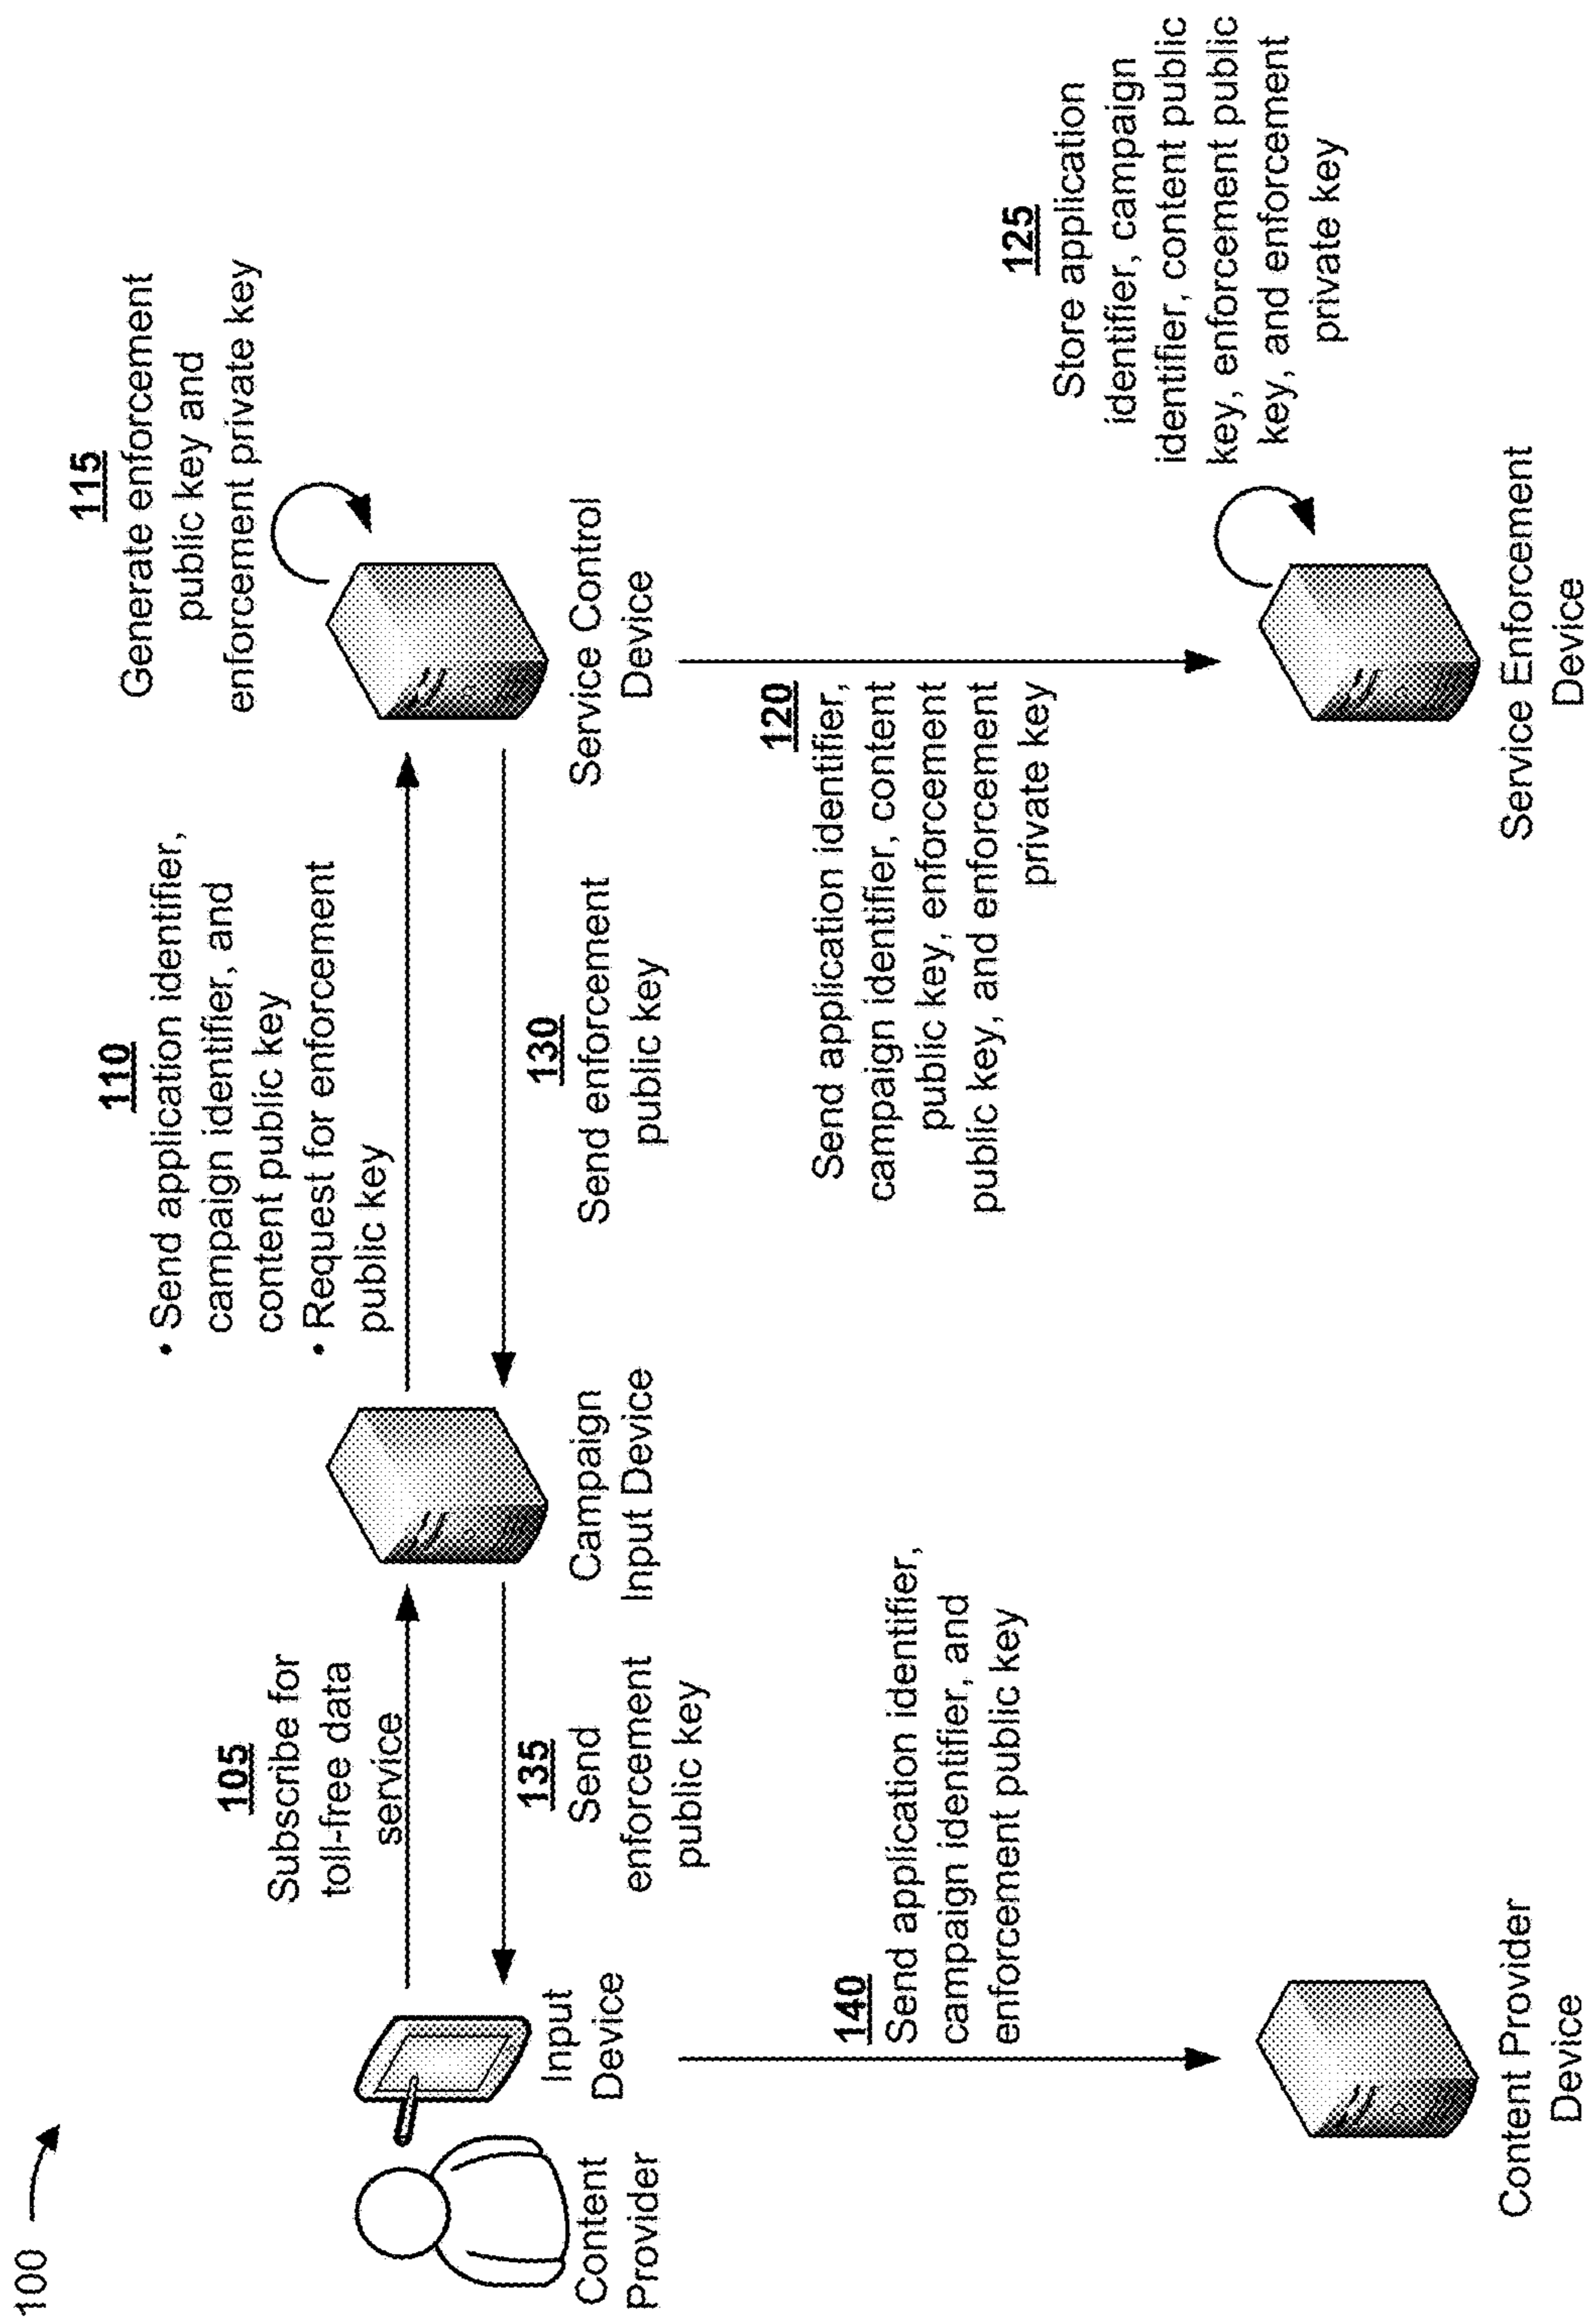 100
105
Subscribe for
toll-free data
service
110
• Send application identifier,
campaign identifier, and
content public key
• Request for enforcement
public key
115
Generate enforcement
public key and
enforcement private key
Content
Provider
Input
Device
135
Send
enforcement
public key
Campaign
Input Device
130
Send enforcement
public key
Service Control
Device
140
Send application identifier,
campaign identifier, and
enforcement public key
120
Send application identifier,
campaign identifier, content
public key, enforcement
public key, and enforcement
private key
125
Store application
identifier, campaign
identifier, content public
key, enforcement public
key, and enforcement
private key
Content Provider
Device
Service Enforcement
Device